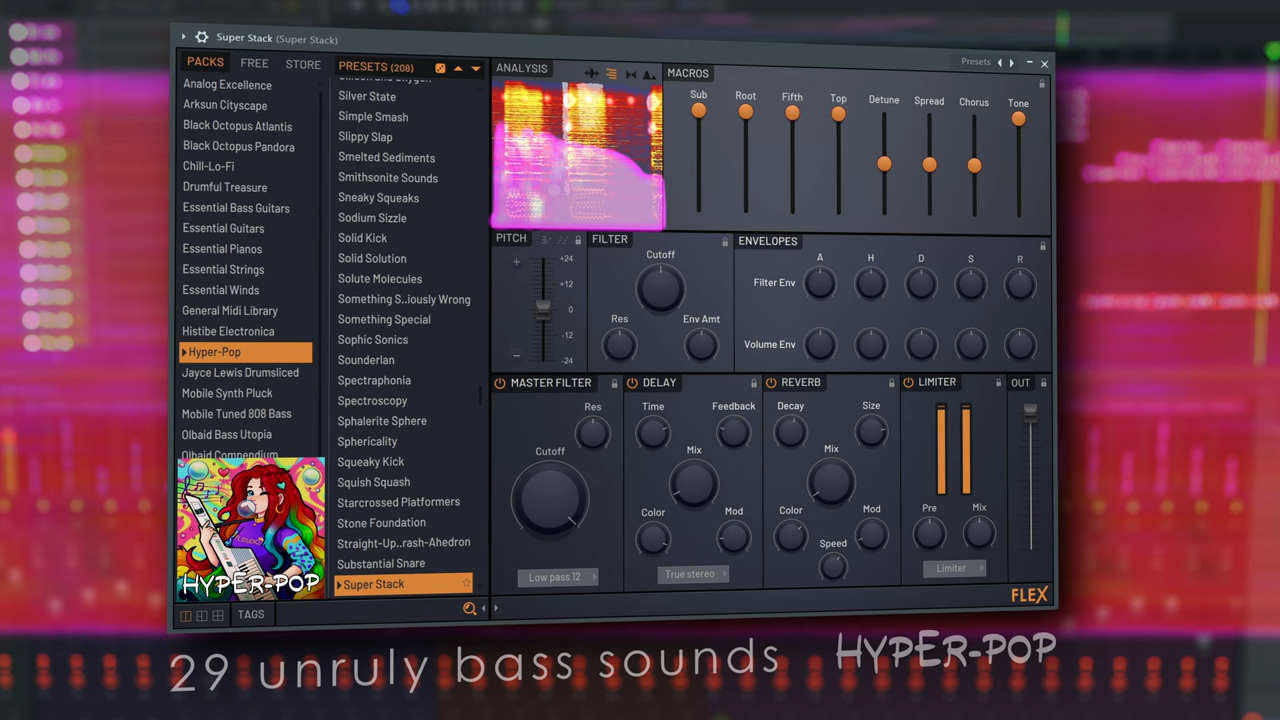 Super Stack (Super Stack)
Presets
PACKS FREE STORE
Analog Excellence
Arksun Cityscape
Black Octopus Atlantis
Black Octopus Pandora
Chill-Lo-Fi
Drumful Treasure
Essential Bass Guitars
Essential Guitars
Essential Pianos
Essential Strings
Essential Winds
General Midi Library
Histibe Electronica
Hyper-Pop
Jayce Lewis Drumsliced
Mobile Synth Pluck
Mobile Tuned 808 Bass
Olbaid Bass Utopia
Olbaid Compendium
HYPER-POP
TAGS
PRESETS (208)
Silver State
Simple Smash
Slippy Slap
Smelted Sediments
Smithsonite Sounds
Sneaky Squeaks
Sodium Sizzle
Solid Kick
Solid Solution
Solute Molecules
Something S..iously Wrong
Something Special
Sophic Sonics
Sounderlan
Spectraphonia
Spectroscopy
Sphalerite Sphere
Sphericality
Squeaky Kick
Squish Squash
Starcrossed Platformers
Stone Foundation
Straight-Up..rash-Ahedron
Substantial Snare
Super Stack
ANALYSIS
MACROS
Sub Root Fifth Top Detune Spread Chorus Tone
PITCH
+24
+12
0
-12
-24
FILTER
Cutoff
Res Env Amt
ENVELOPES
A H D S R
Filter Env
Volume Env
MASTER FILTER
Res
Cutoff
Low pass 12
DELAY
Time Feedback
Mix
Color Mod
True stereo
REVERB
Decay Size
Mix
Color Mod
Speed
LIMITER
Pre Mix
Limiter
OUT
FLEX
29 unruly bass sounds HYPER-POP